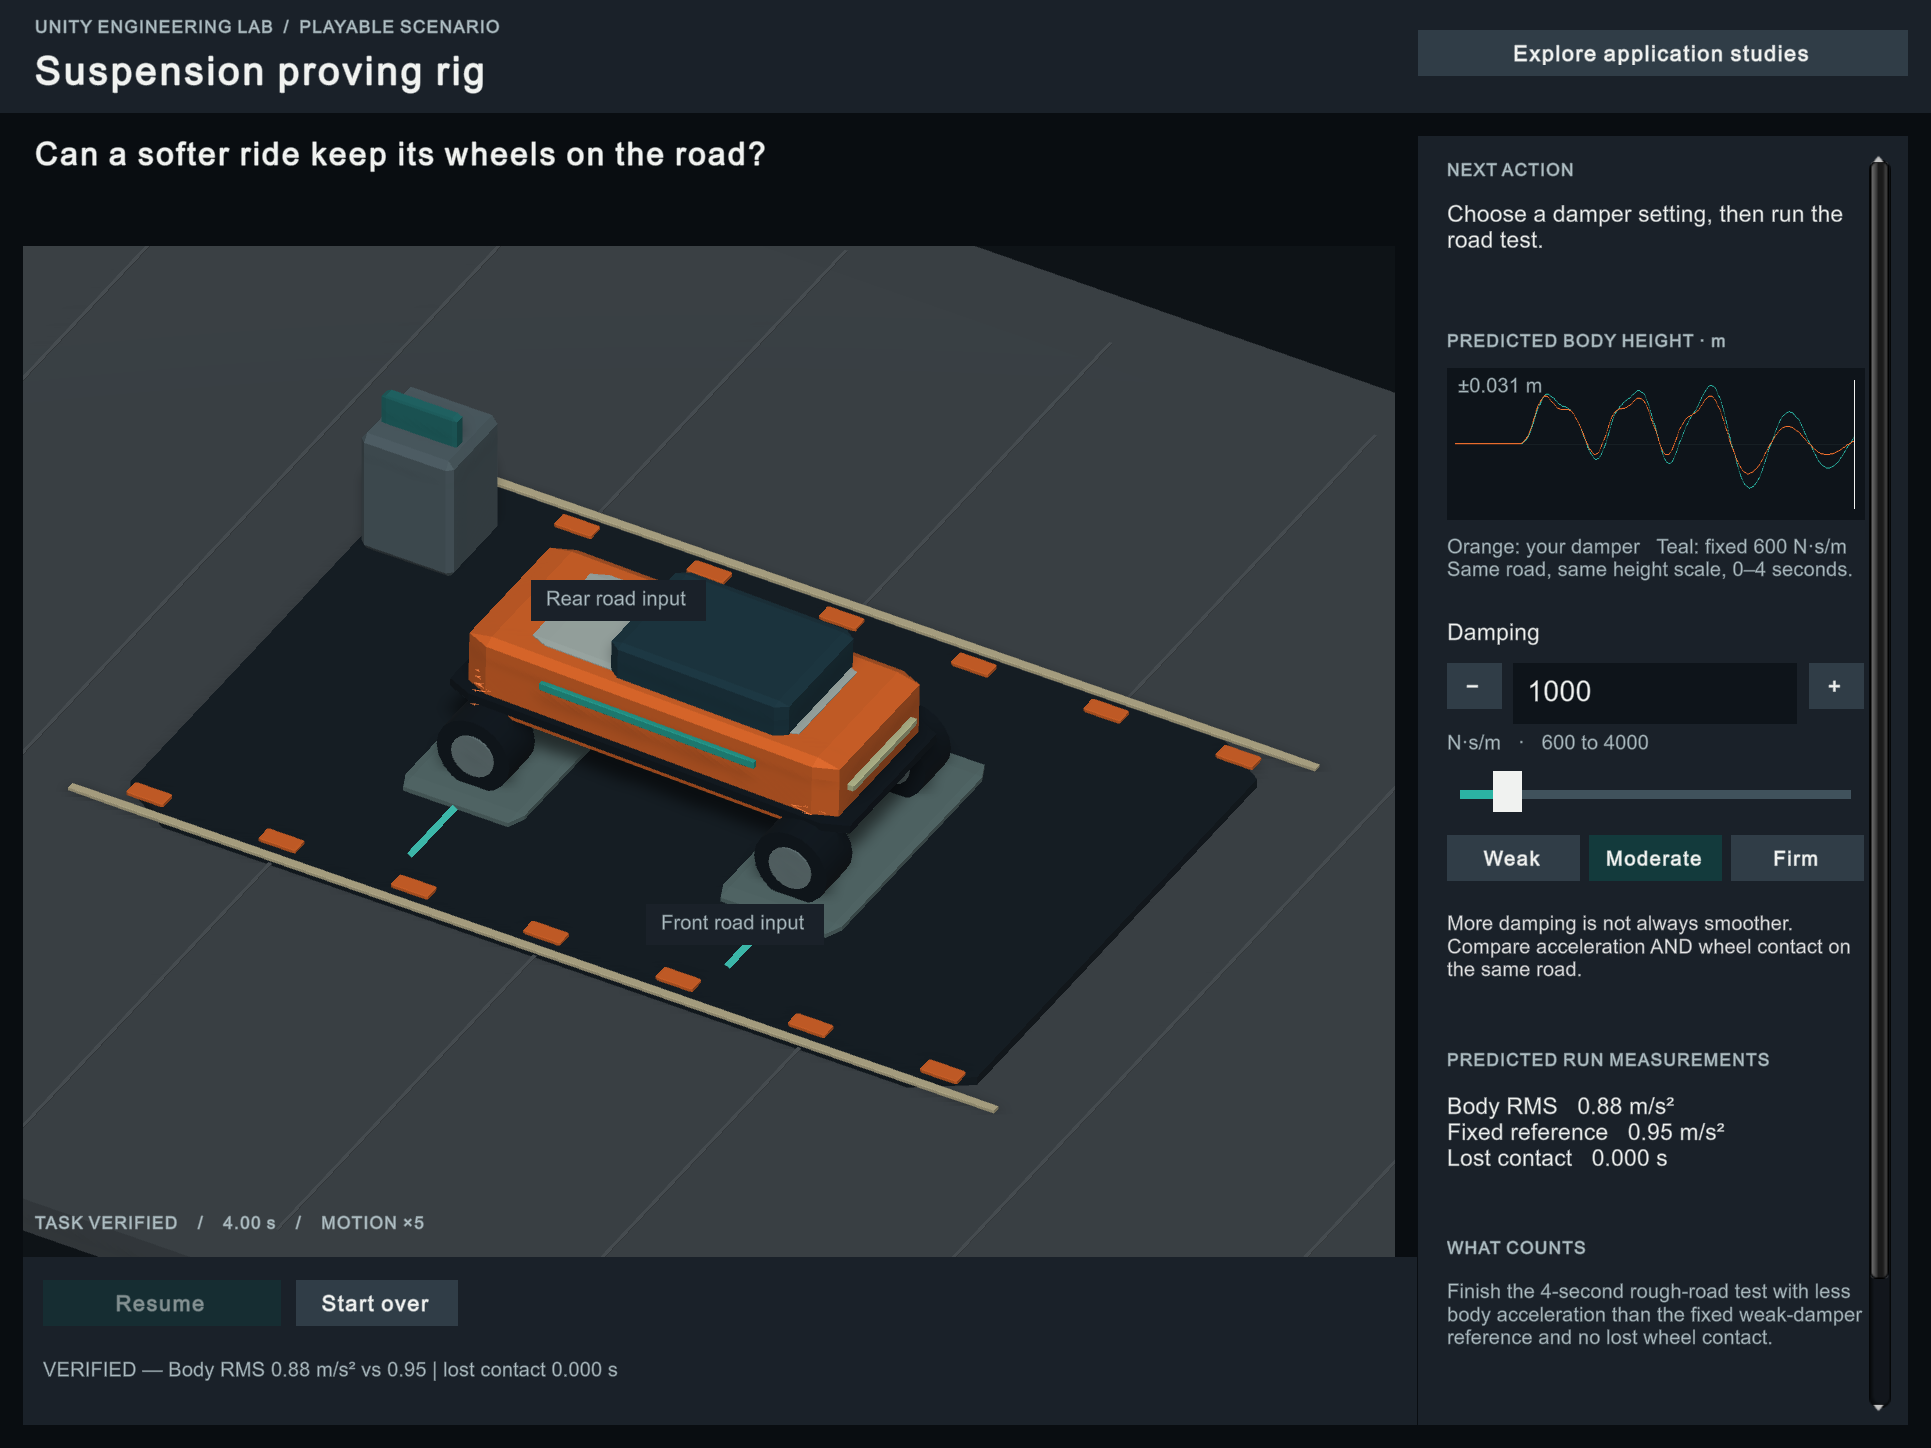 UNITY ENGINEERING LAB / PLAYABLE SCENARIO
Suspension proving rig
Explore application studies
Can a softer ride keep its wheels on the road?
Rear road input
Front road input
TASK VERIFIED / 4.00 s / MOTION ×5
Resume
Start over
VERIFIED — Body RMS 0.88 m/s² vs 0.95 | lost contact 0.000 s
NEXT ACTION
Choose a damper setting, then run the
road test.
PREDICTED BODY HEIGHT · m
±0.031 m
Orange: your damper Teal: fixed 600 N·s/m
Same road, same height scale, 0–4 seconds.
Damping
− 1000 +
N·s/m · 600 to 4000
Weak Moderate Firm
More damping is not always smoother.
Compare acceleration AND wheel contact on
the same road.
PREDICTED RUN MEASUREMENTS
Body RMS 0.88 m/s²
Fixed reference 0.95 m/s²
Lost contact 0.000 s
WHAT COUNTS
Finish the 4-second rough-road test with less
body acceleration than the fixed weak-damper
reference and no lost wheel contact.